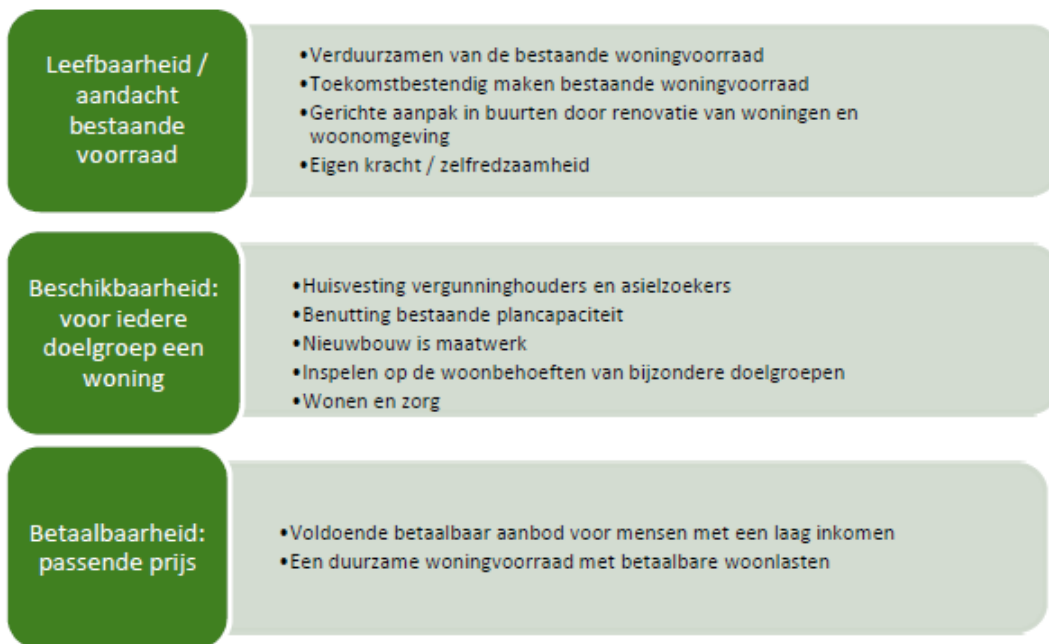 Leefbaarheid /
aandacht
bestaande
voorraad
•Verduurzamen van de bestaande woningvoorraad
•Toekomstbestendig maken bestaande woningvoorraad
•Gerichte aanpak in buurten door renovatie van woningen en
woonomgeving
•Eigen kracht / zelfredzaamheid
Beschikbaarheid:
voor iedere
doelgroep een
woning
•Huisvesting vergunninghouders en asielzoekers
•Benutting bestaande plancapaciteit
•Nieuwbouw is maatwerk
•Inspelen op de woonbehoeften van bijzondere doelgroepen
•Wonen en zorg
Betaalbaarheid:
passende prijs
•Voldoende betaalbaar aanbod voor mensen met een laag inkomen
•Een duurzame woningvoorraad met betaalbare woonlasten